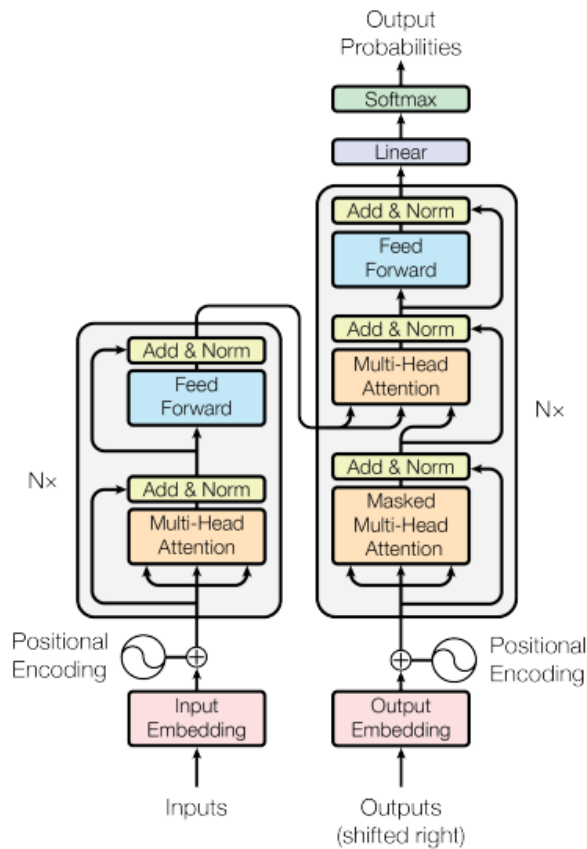 Output
Probabilities
Softmax
Linear
Add & Norm
Feed
Forward
Add & Norm
Multi-Head
Attention
Add & Norm
Masked
Multi-Head
Attention
N×
Positional
Encoding
Output
Embedding
Outputs
(shifted right)
Add & Norm
Feed
Forward
Add & Norm
Multi-Head
Attention
N×
Positional
Encoding
Input
Embedding
Inputs